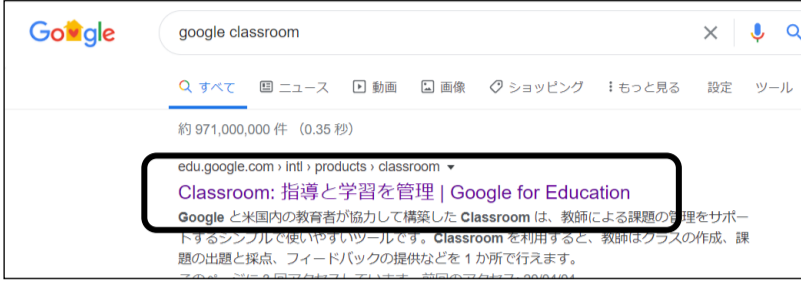 Google
google classroom
すべて ニュース 動画 画像 ショッピング もっと見る 設定 ツール
約 971,000,000 件 （0.35 秒）
edu.google.com › intl › products › classroom
Classroom: 指導と学習を管理 | Google for Education
Google と米国内の教育者が協力して構築した Classroom は、教師による課題の管理をサポー
トするシンプルで使いやすいツールです。Classroom を利用すると、教師はクラスの作成、課
題の出題と採点、フィードバックの提供などを 1 か所で行えます。